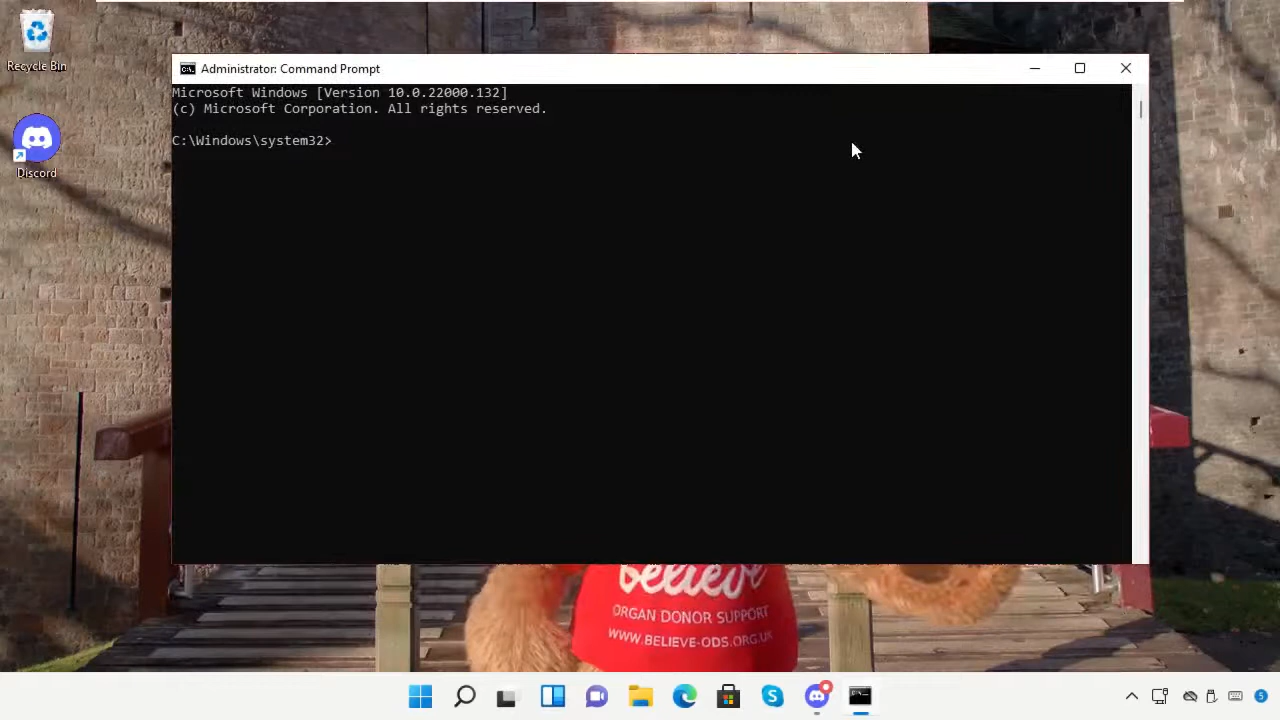 Recycle Bin
Discord
Administrator: Command Prompt
Microsoft Windows [Version 10.0.22000.132]
(c) Microsoft Corporation. All rights reserved.
C:\Windows\system32>
believe
ORGAN DONOR SUPPORT
WWW.BELIEVE-ODS.ORG.UK
5